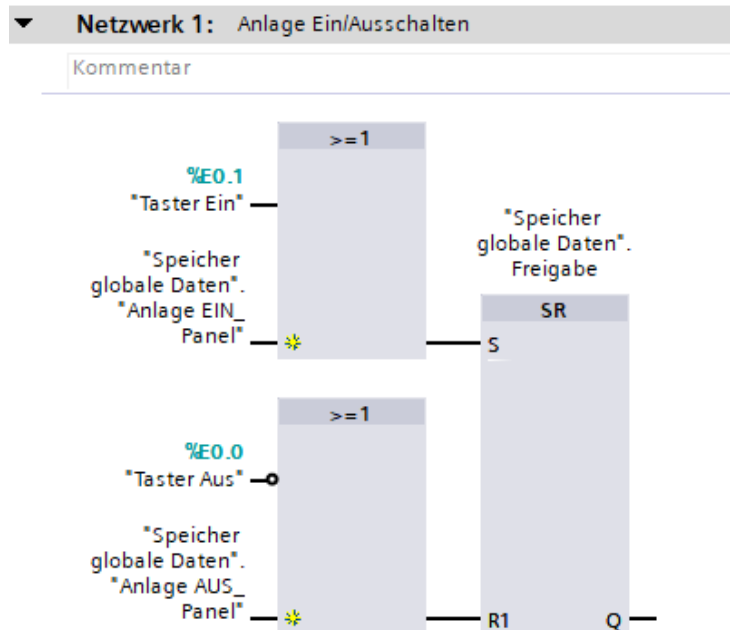 Netzwerk 1: Anlage Ein/Ausschalten
Kommentar
>=1
%E0.1
"Taster Ein"
"Speicher
globale Daten".
"Anlage EIN_
Panel"
"Speicher
globale Daten".
Freigabe
SR
S
>=1
%E0.0
"Taster Aus"
"Speicher
globale Daten".
"Anlage AUS_
Panel"
R1 Q